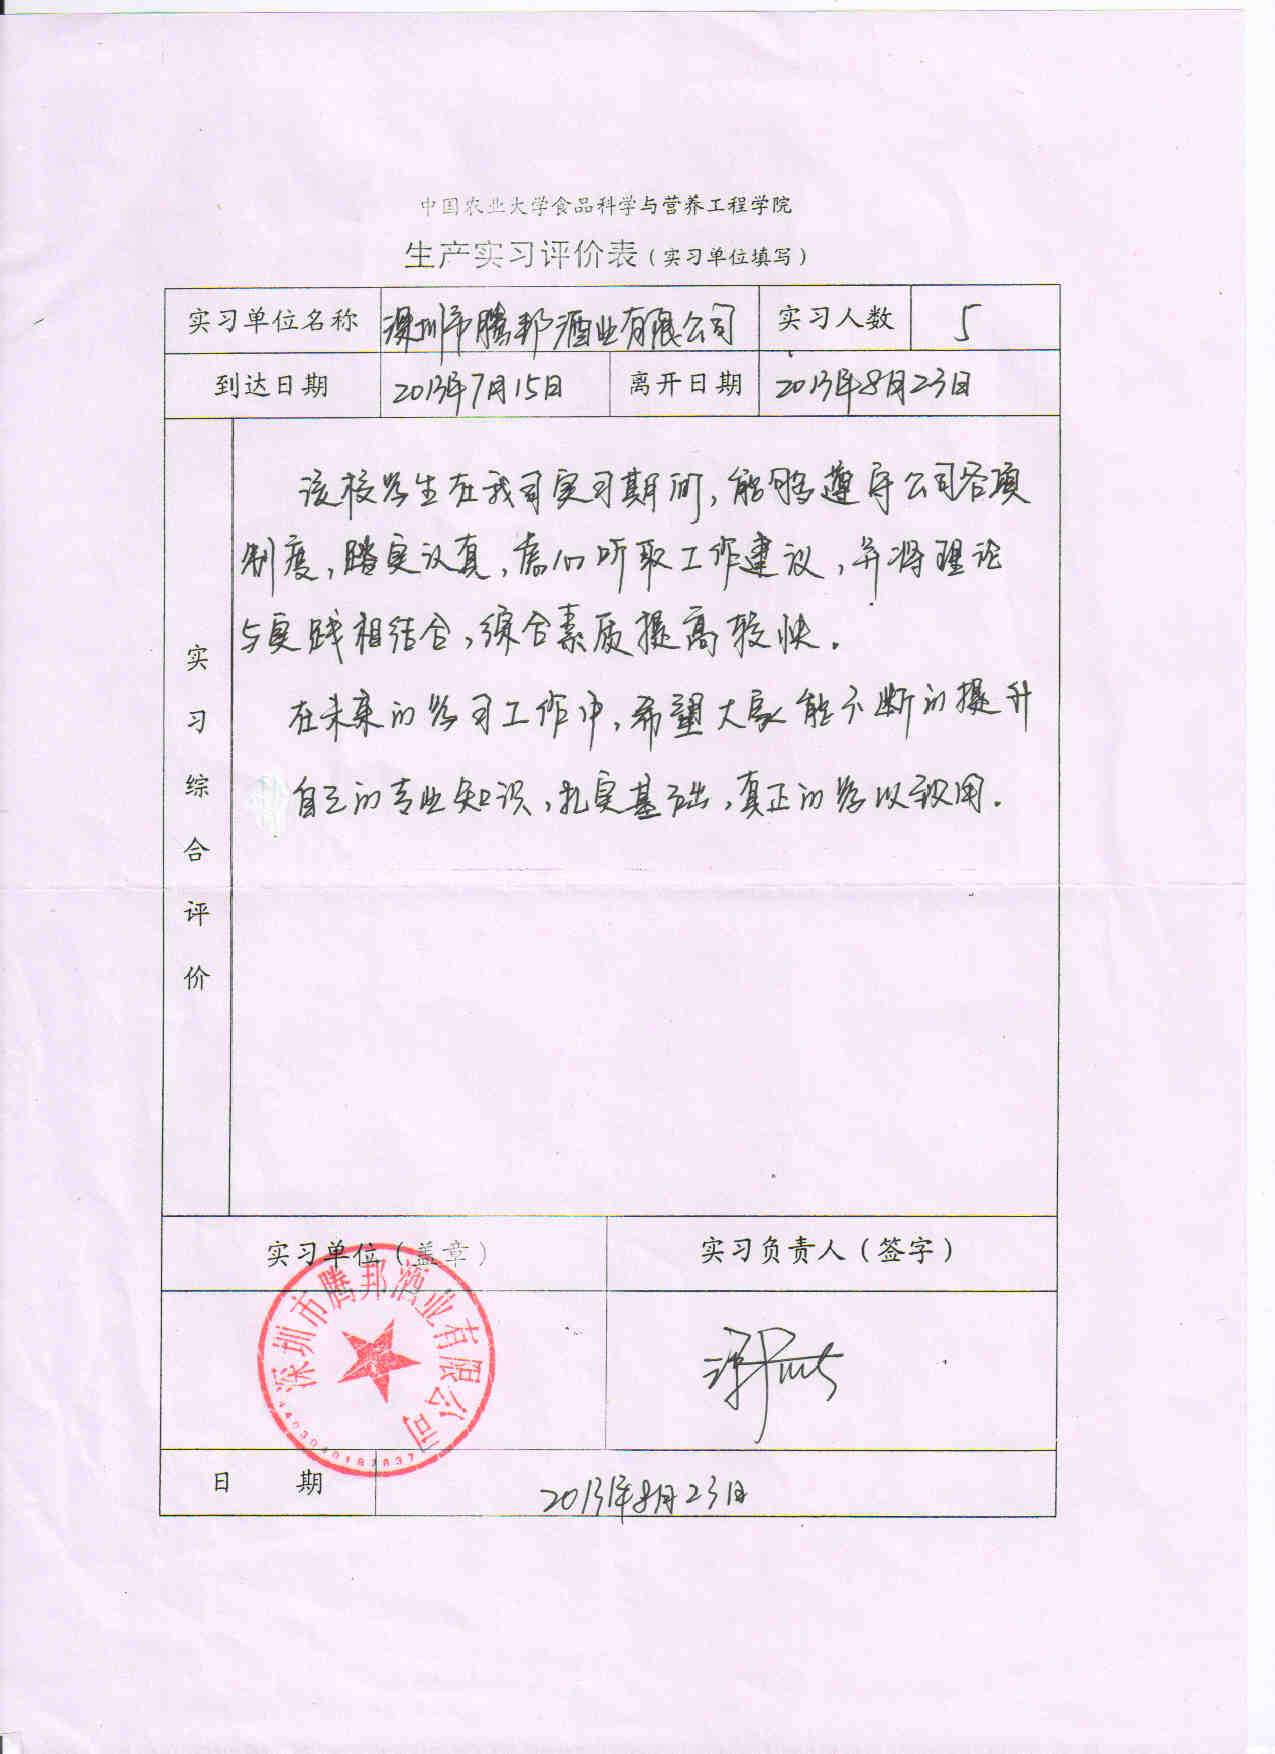 中国农业大学食品科学与营养工程学院
生产实习评价表（实习单位填写）
实习单位名称 深圳市腾邦酒业有限公司 实习人数 5
到达日期 2013年7月15日 离开日期 2013年8月23日
实习综合评价
该校学生在我司实习期间，能够遵守公司各项
制度，踏实认真，虚心听取工作建议，并将理论
与实践相结合，综合素质提高较快。
在未来的学习工作中，希望大家能不断的提升
自己的专业知识，扎实基础，真正的学以致用。
实习单位（盖章） 实习负责人（签字）
深圳市腾邦酒业有限公司
日 期 2013年8月23日